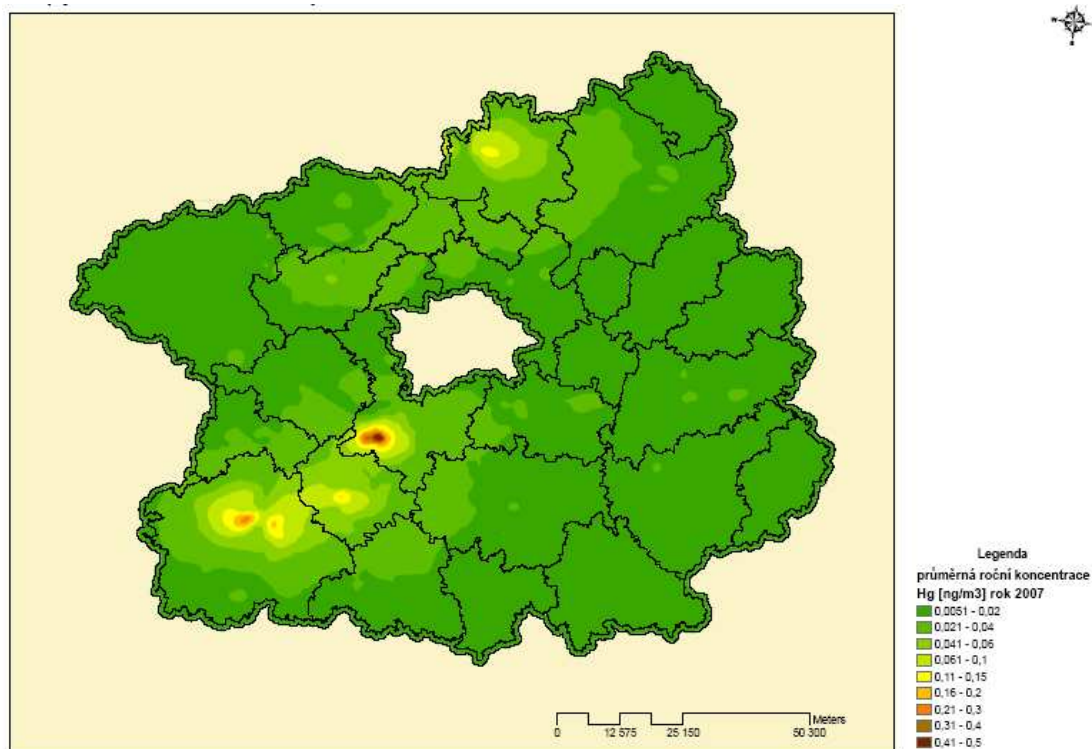 W
S
Legenda
průměrná roční koncentrace
Hg [ng/m3] rok 2007
0,0051 - 0,02
0,021 - 0,04
0,041 - 0,06
0,061 - 0,1
0,11 - 0,15
0,16 - 0,2
0,21 - 0,3
0,31 - 0,4
0,41 - 0,5
Meters
0 12 575 25 150 50 300